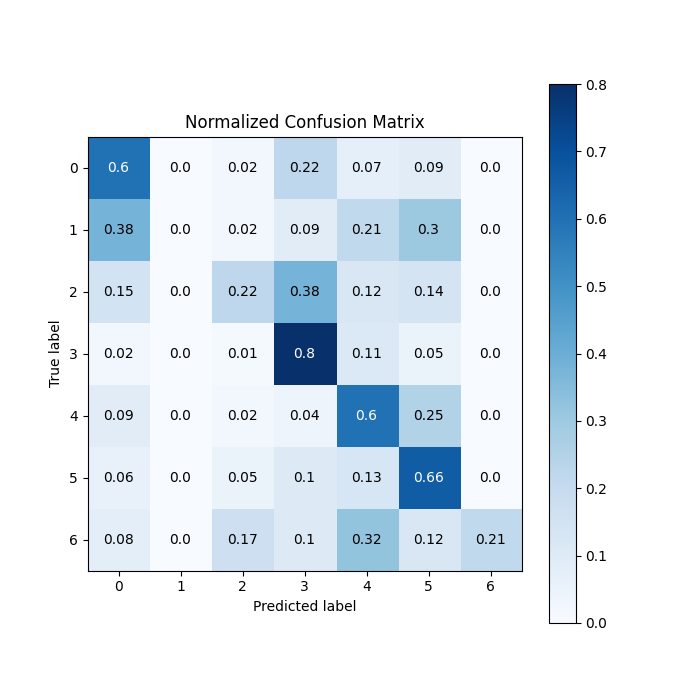 Normalized Confusion Matrix
True label
0 0.6 0.0 0.02 0.22 0.07 0.09 0.0
1 0.38 0.0 0.02 0.09 0.21 0.3 0.0
2 0.15 0.0 0.22 0.38 0.12 0.14 0.0
3 0.02 0.0 0.01 0.8 0.11 0.05 0.0
4 0.09 0.0 0.02 0.04 0.6 0.25 0.0
5 0.06 0.0 0.05 0.1 0.13 0.66 0.0
6 0.08 0.0 0.17 0.1 0.32 0.12 0.21
0 1 2 3 4 5 6
Predicted label
0.8
0.7
0.6
0.5
0.4
0.3
0.2
0.1
0.0